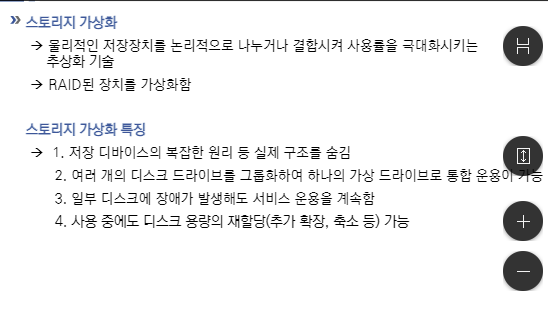 » 스토리지 가상화
→ 물리적인 저장장치를 논리적으로 나누거나 결합시켜 사용률을 극대화시키는
추상화 기술
→ RAID된 장치를 가상화함
스토리지 가상화 특징
→ 1. 저장 디바이스의 복잡한 원리 등 실제 구조를 숨김
2. 여러 개의 디스크 드라이브를 그룹화하여 하나의 가상 드라이브로 통합 운용이 가능
3. 일부 디스크에 장애가 발생해도 서비스 운용을 계속함
4. 사용 중에도 디스크 용량의 재할당(추가 확장, 축소 등) 가능